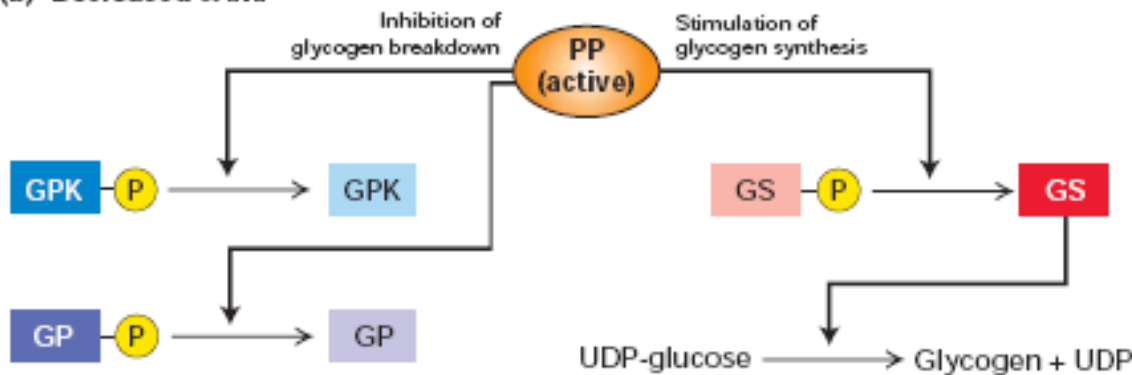 Inhibition of
glycogen breakdown
PP
(active)
Stimulation of
glycogen synthesis
GPK P GPK
GS P GS
GP P GP
UDP-glucose Glycogen + UDP